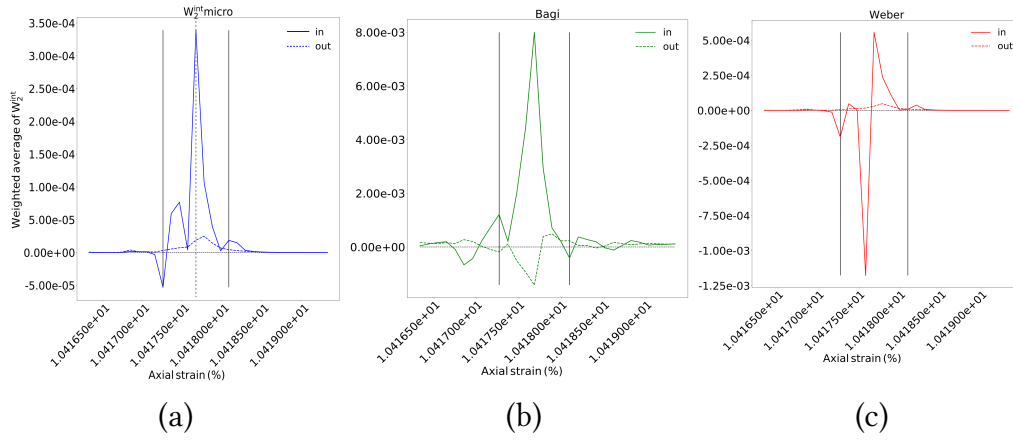 W₂ⁱⁿᵗmicro
in
out
3.50e-04
3.00e-04
2.50e-04
2.00e-04
1.50e-04
1.00e-04
5.00e-05
0.00e+00
-5.00e-05
Weighted average of W₂ⁱⁿᵗ
1.041650e+01
1.041700e+01
1.041750e+01
1.041800e+01
1.041850e+01
1.041900e+01
Axial strain (%)
(a)
Bagi
in
out
8.00e-03
6.00e-03
4.00e-03
2.00e-03
0.00e+00
1.041650e+01
1.041700e+01
1.041750e+01
1.041800e+01
1.041850e+01
1.041900e+01
Axial strain (%)
(b)
Weber
in
out
5.00e-04
2.50e-04
0.00e+00
-2.50e-04
-5.00e-04
-7.50e-04
-1.00e-03
-1.25e-03
1.041650e+01
1.041700e+01
1.041750e+01
1.041800e+01
1.041850e+01
1.041900e+01
Axial strain (%)
(c)